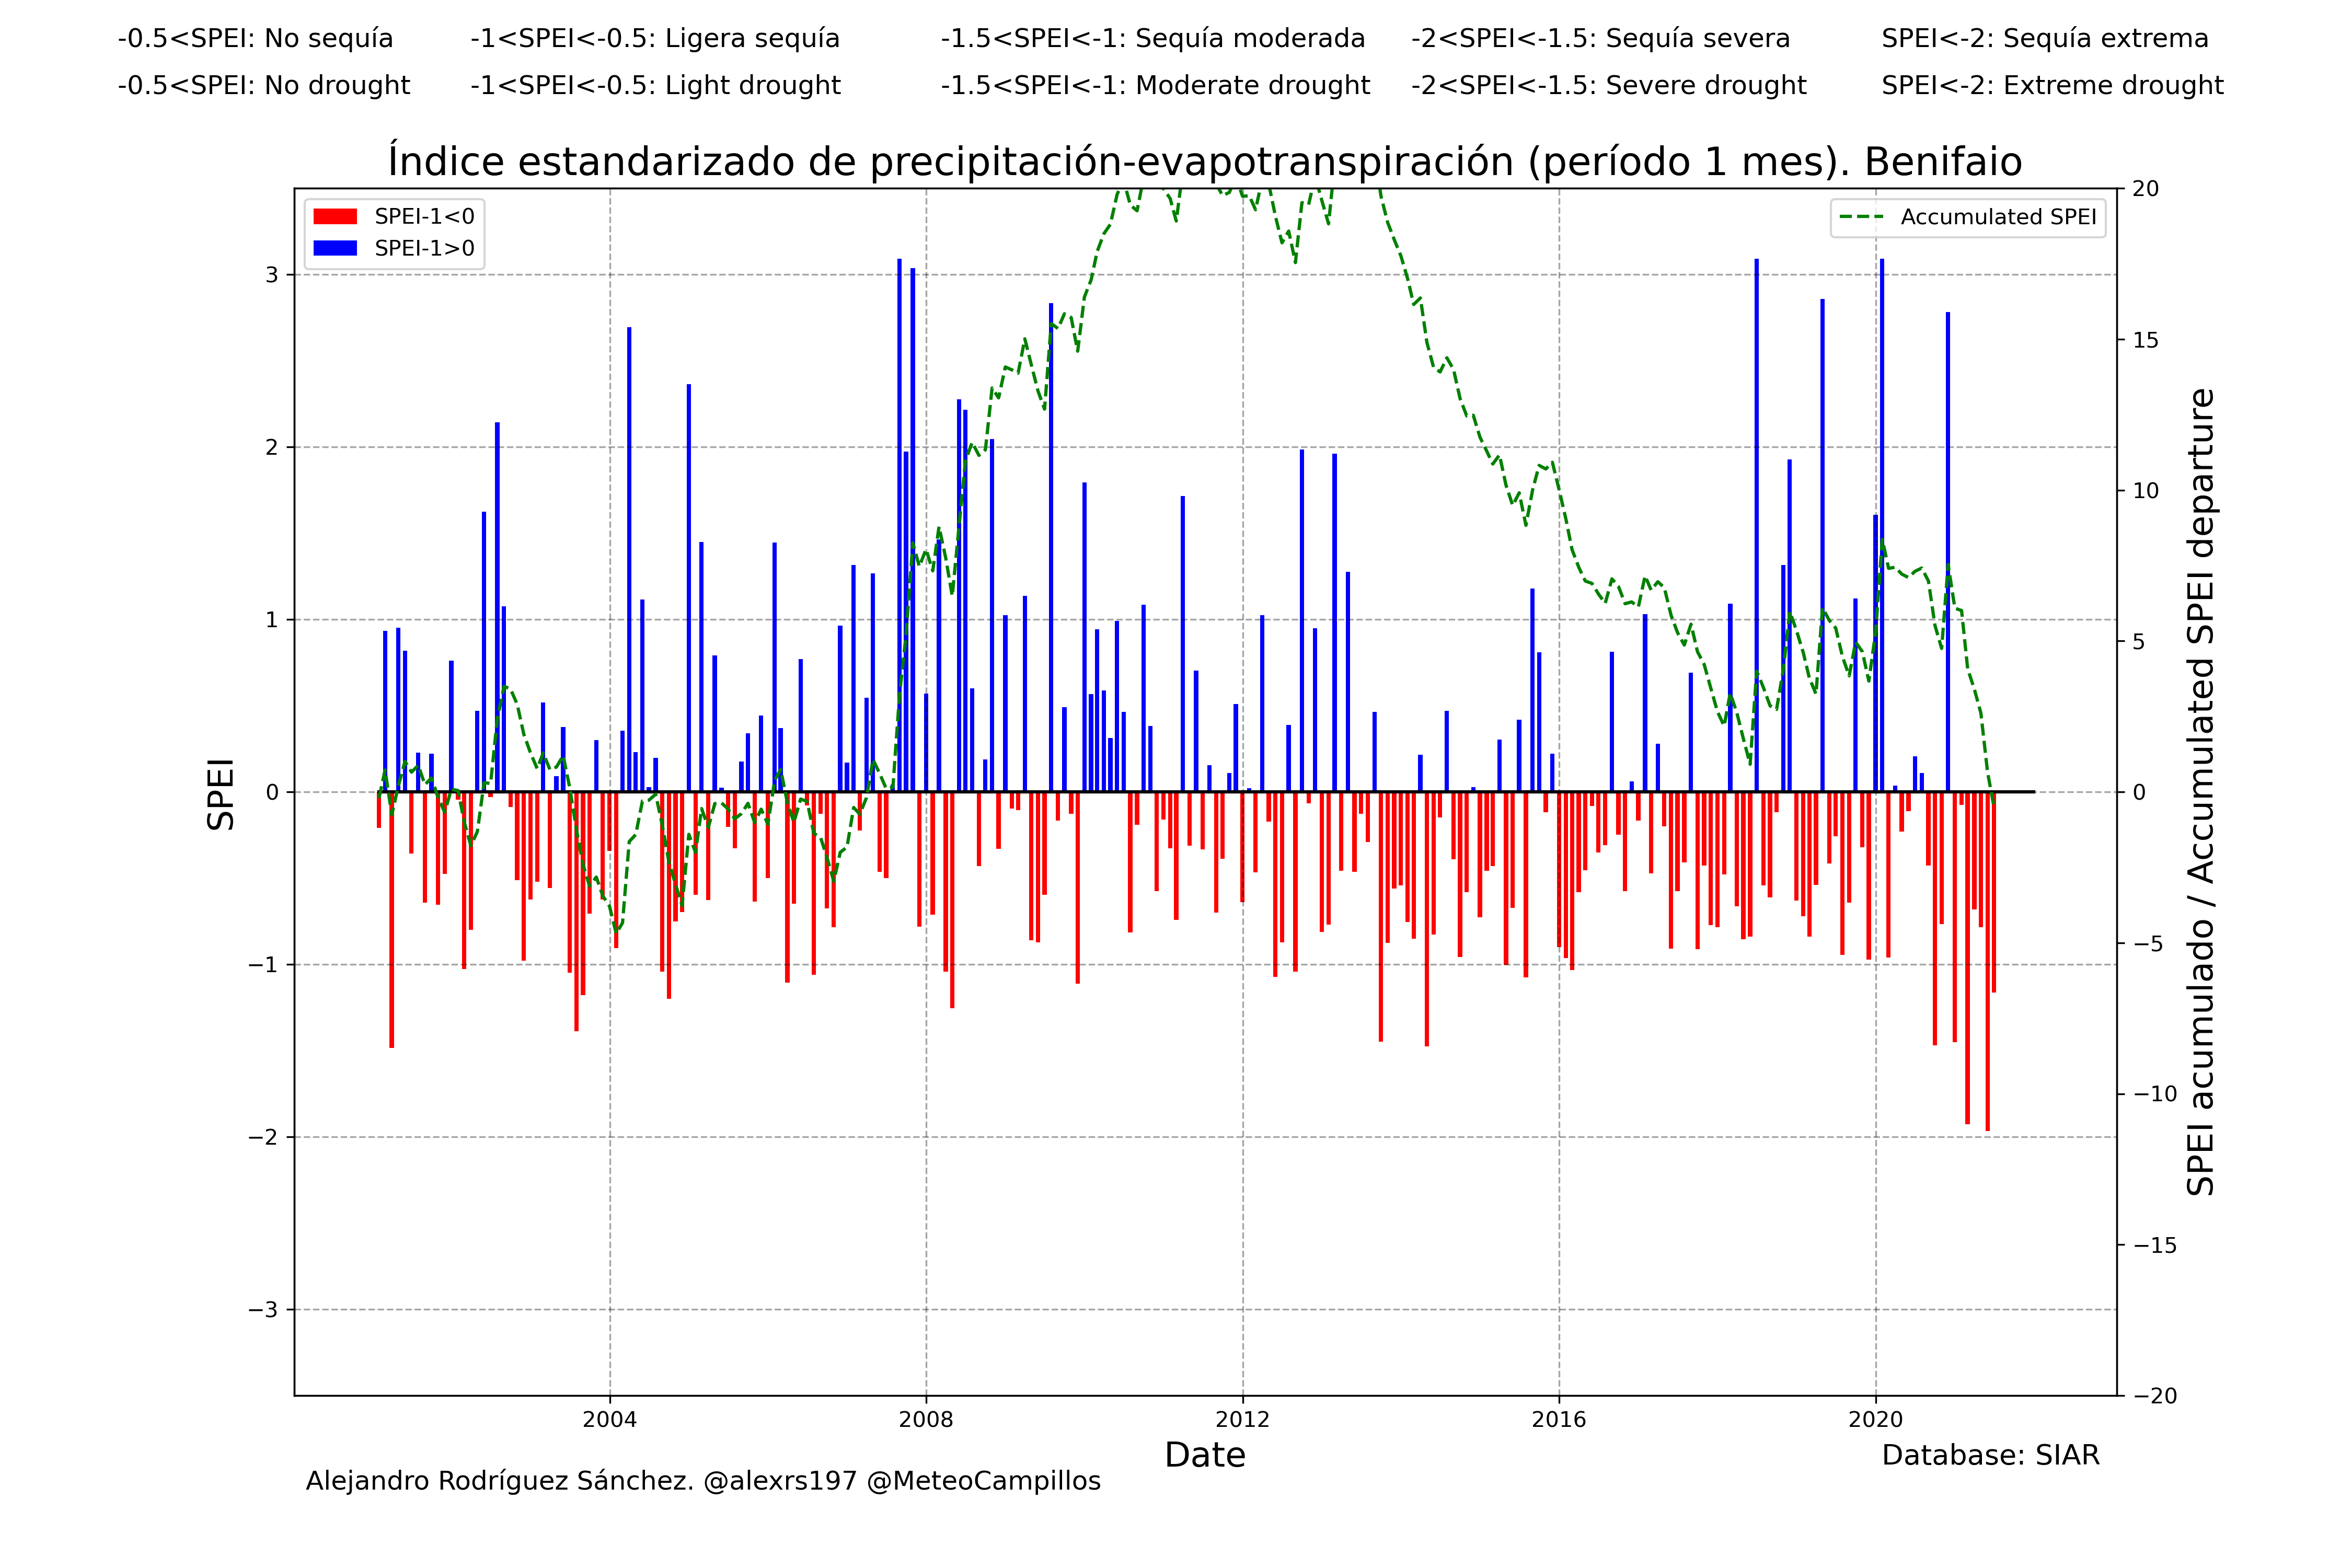 -0.5<SPEI: No sequía -1<SPEI<-0.5: Ligera sequía -1.5<SPEI<-1: Sequía moderada -2<SPEI<-1.5: Sequía severa SPEI<-2: Sequía extrema
-0.5<SPEI: No drought -1<SPEI<-0.5: Light drought -1.5<SPEI<-1: Moderate drought -2<SPEI<-1.5: Severe drought SPEI<-2: Extreme drought
Índice estandarizado de precipitación-evapotranspiración (período 1 mes). Benifaio
SPEI-1<0
SPEI-1>0
Accumulated SPEI
SPEI
3
2
1
0
−1
−2
−3
20
15
10
5
0
−5
−10
−15
−20
SPEI acumulado / Accumulated SPEI departure
2004 2008 2012 2016 2020
Date
Database: SIAR
Alejandro Rodríguez Sánchez. @alexrs197 @MeteoCampillos